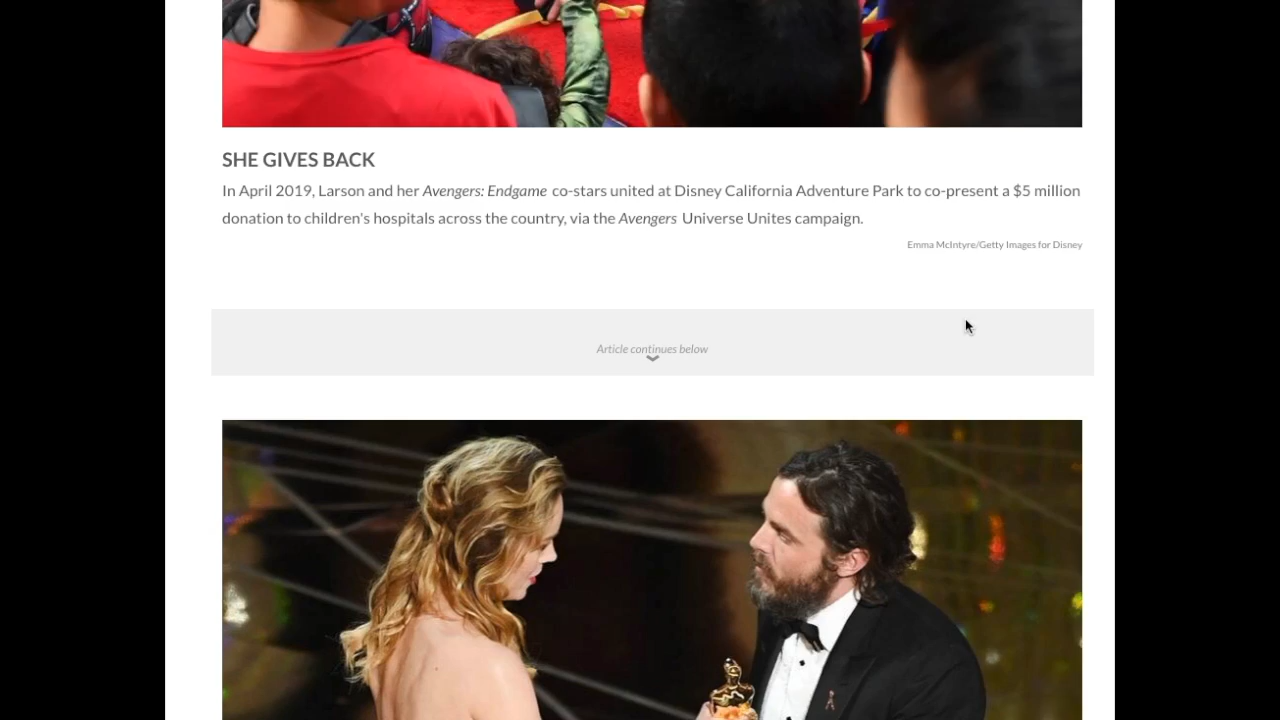 SHE GIVES BACK
In April 2019, Larson and her Avengers: Endgame co-stars united at Disney California Adventure Park to co-present a $5 million
donation to children's hospitals across the country, via the Avengers Universe Unites campaign.
Emma McIntyre/Getty Images for Disney
Article continues below